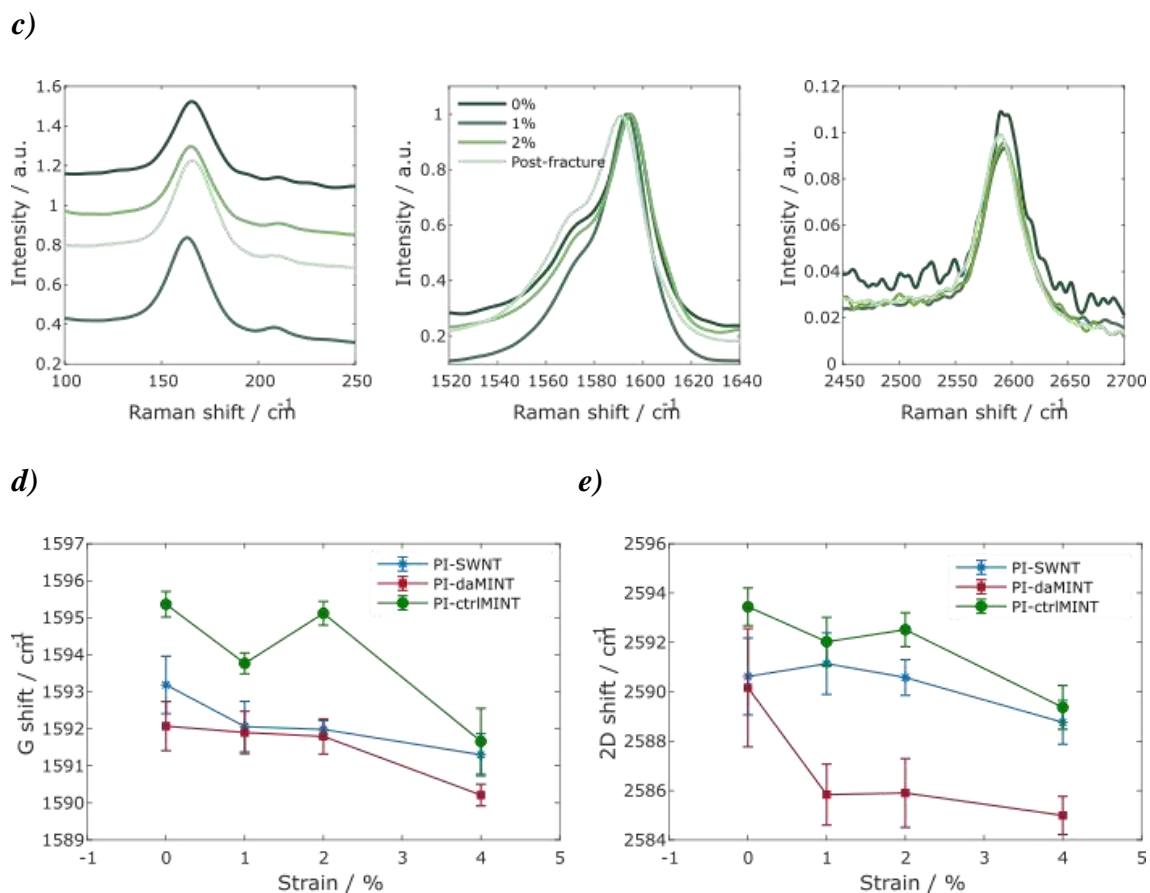 c)
1.6
1.4
1.2
1
0.8
0.6
0.4
0.2
100 150 200 250
Intensity / a.u.
Raman shift / cm-1
1
0.8
0.6
0.4
0.2
1520 1540 1560 1580 1600 1620 1640
Intensity / a.u.
Raman shift / cm-1
0%
1%
2%
Post-fracture
0.12
0.1
0.08
0.06
0.04
0.02
0
2450 2500 2550 2600 2650 2700
Intensity / a.u.
Raman shift / cm-1
d)
1597
1596
1595
1594
1593
1592
1591
1590
1589
-1 0 1 2 3 4 5
G shift / cm-1
Strain / %
PI-SWNT
PI-daMINT
PI-ctrlMINT
e)
2596
2594
2592
2590
2588
2586
2584
-1 0 1 2 3 4 5
2D shift / cm-1
Strain / %
PI-SWNT
PI-daMINT
PI-ctrlMINT